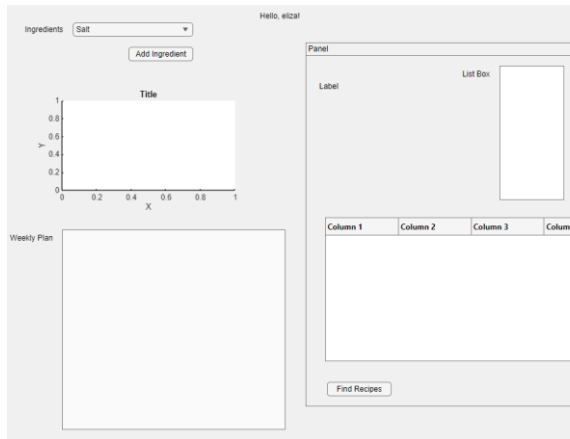 Hello, eliza!
Ingredients Salt
Add Ingredient
Title
1
0.8
0.6
0.4
0.2
0
Y
0 0.2 0.4 0.6 0.8 1
X
Weekly Plan
Panel
Label
List Box
Column 1 Column 2 Column 3 Colum
Find Recipes